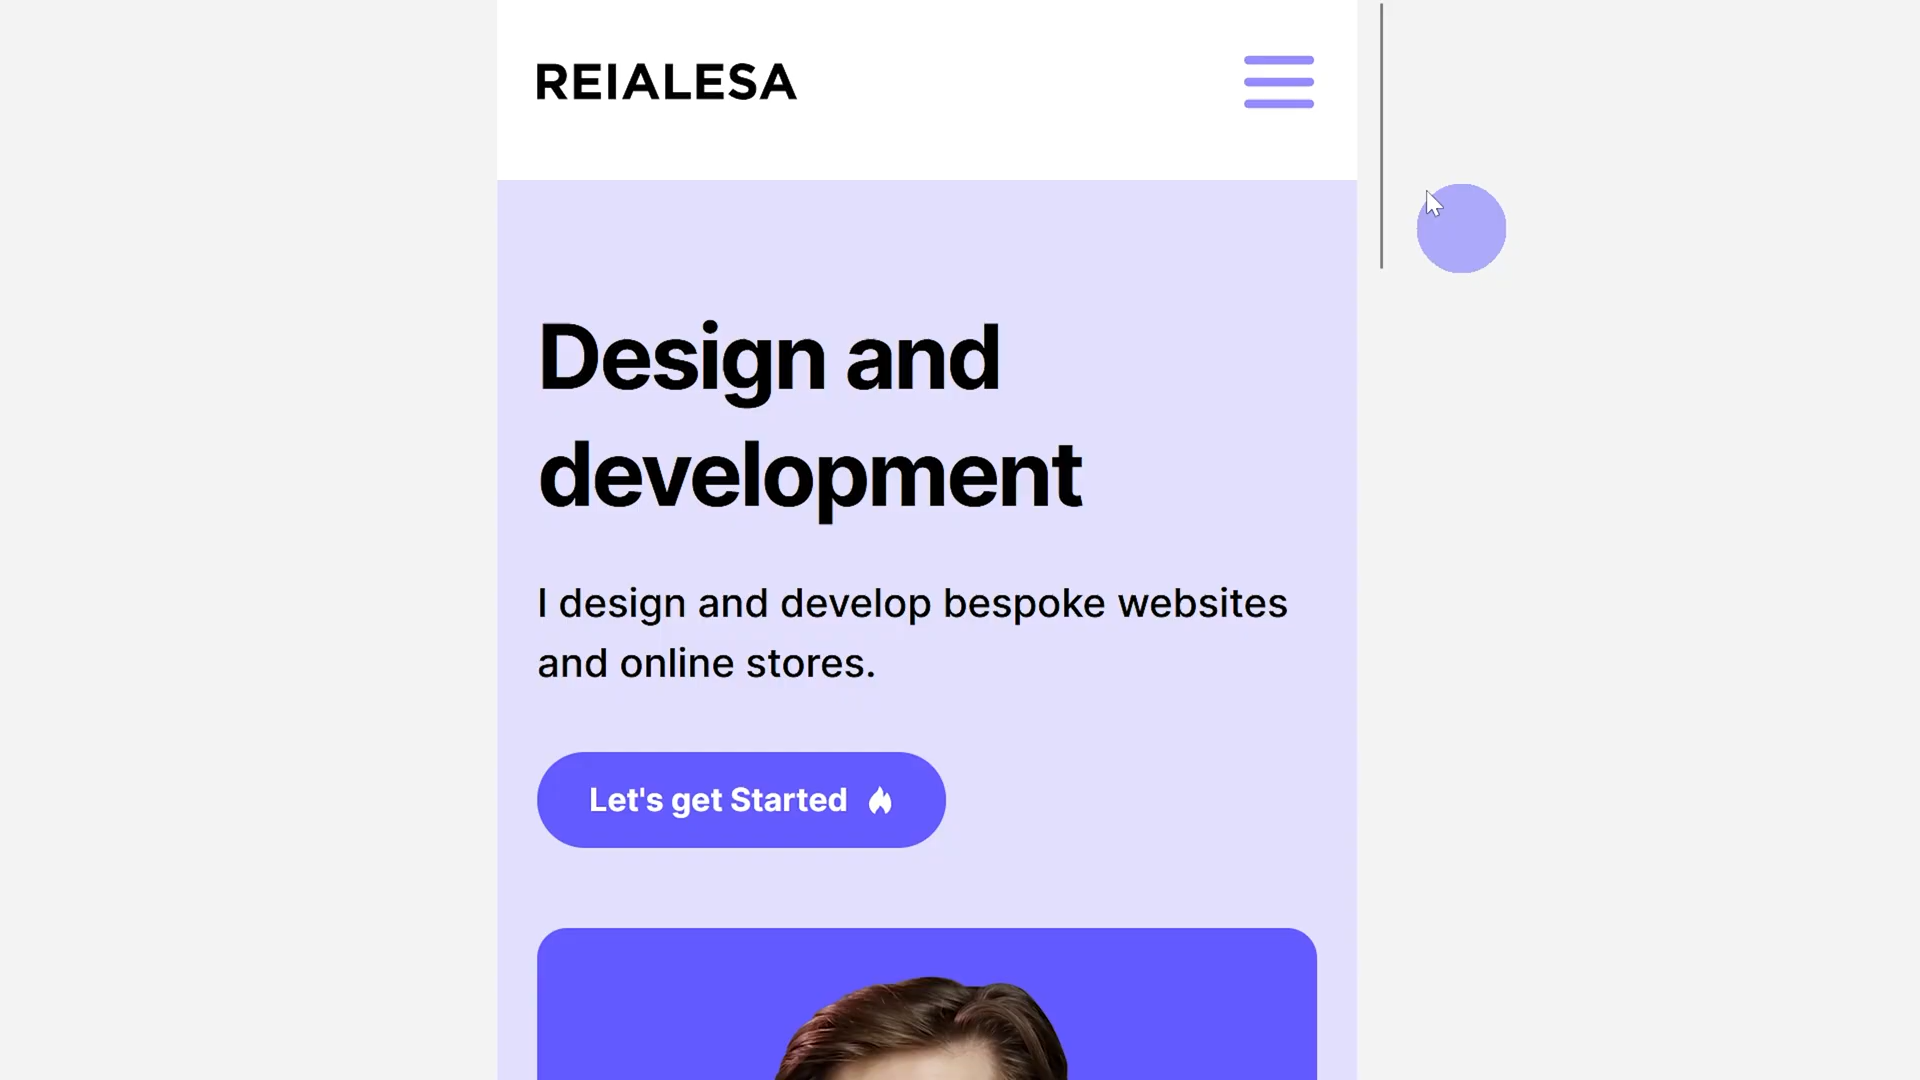 REIALESA
Design and
development
I design and develop bespoke websites
and online stores.
Let's get Started